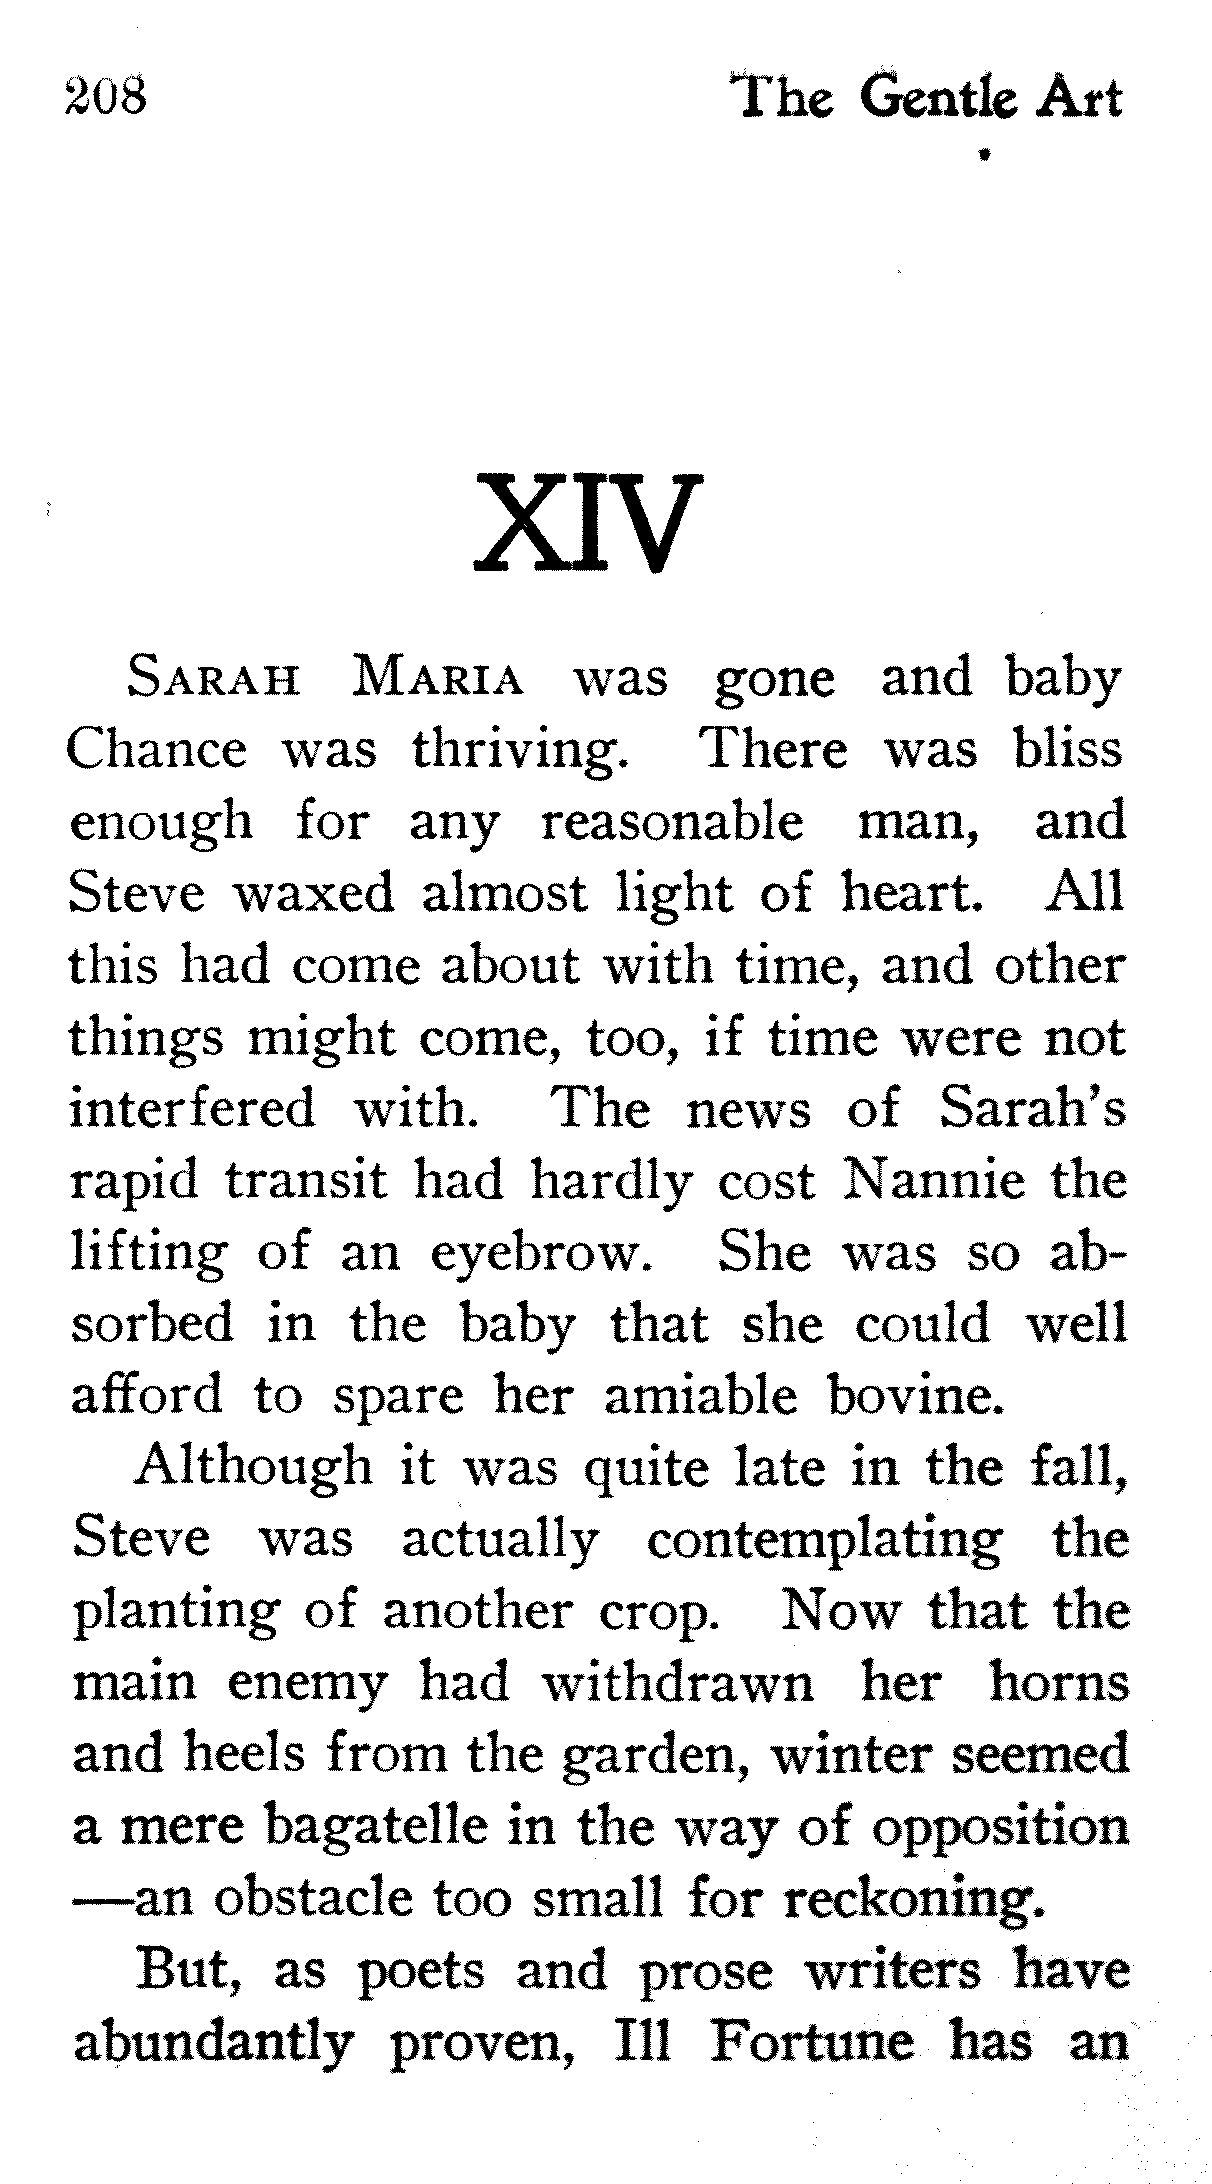 208 The Gentle Art
XIV
SARAH MARIA was gone and baby
Chance was thriving. There was bliss
enough for any reasonable man, and
Steve waxed almost light of heart. All
this had come about with time, and other
things might come, too, if time were not
interfered with. The news of Sarah's
rapid transit had hardly cost Nannie the
lifting of an eyebrow. She was so ab-
sorbed in the baby that she could well
afford to spare her amiable bovine.
Although it was quite late in the fall,
Steve was actually contemplating the
planting of another crop. Now that the
main enemy had withdrawn her horns
and heels from the garden, winter seemed
a mere bagatelle in the way of opposition
—an obstacle too small for reckoning.
But, as poets and prose writers have
abundantly proven, Ill Fortune has an